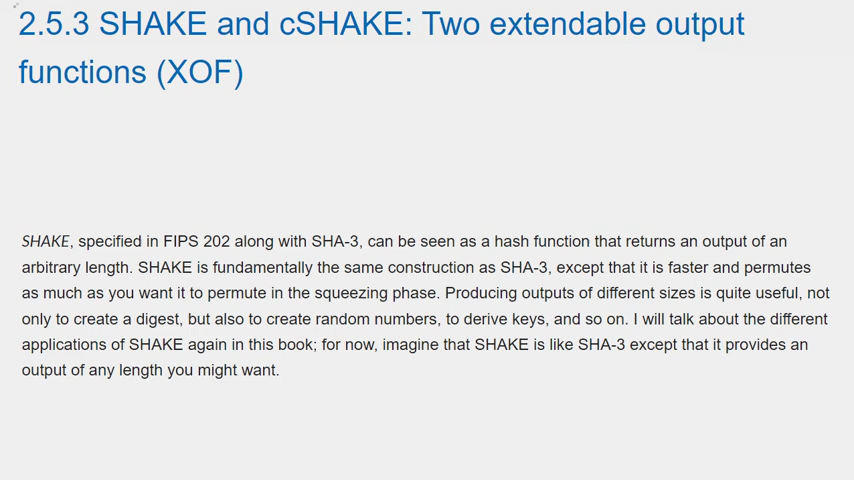 2.5.3 SHAKE and cSHAKE: Two extendable output
functions (XOF)
SHAKE, specified in FIPS 202 along with SHA-3, can be seen as a hash function that returns an output of an
arbitrary length. SHAKE is fundamentally the same construction as SHA-3, except that it is faster and permutes
as much as you want it to permute in the squeezing phase. Producing outputs of different sizes is quite useful, not
only to create a digest, but also to create random numbers, to derive keys, and so on. I will talk about the different
applications of SHAKE again in this book; for now, imagine that SHAKE is like SHA-3 except that it provides an
output of any length you might want.